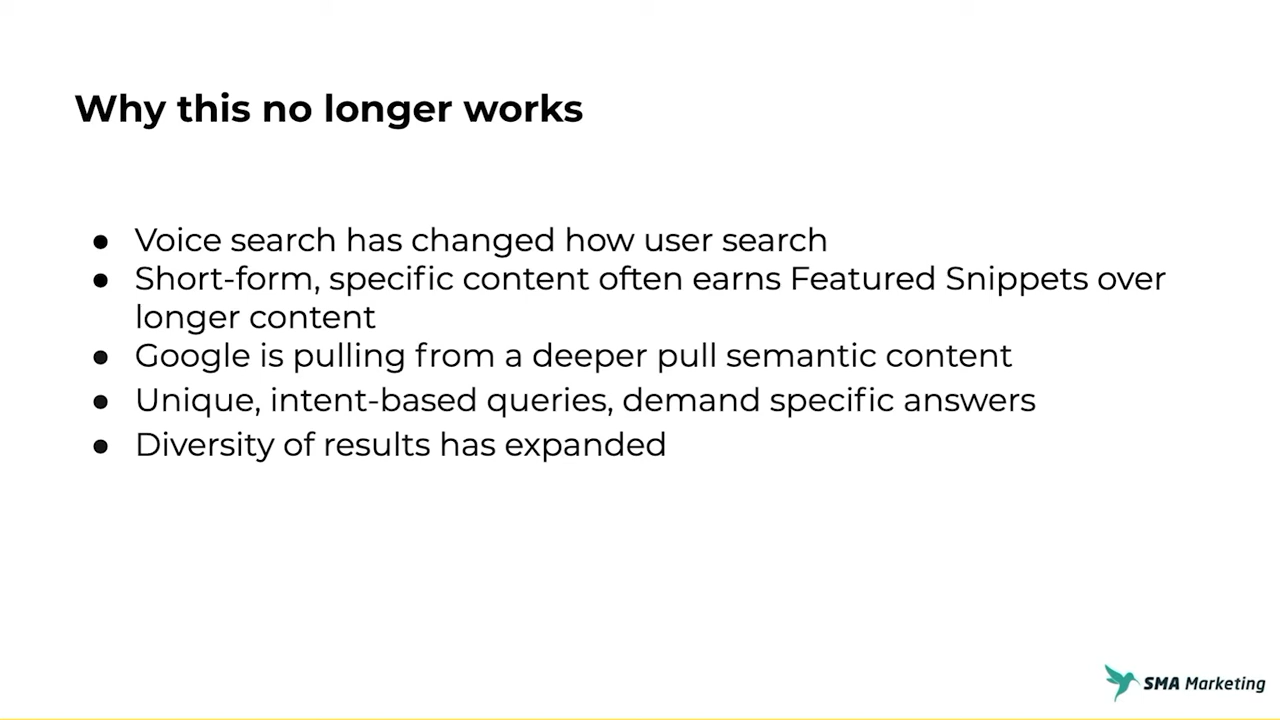 Why this no longer works
● Voice search has changed how user search
● Short-form, specific content often earns Featured Snippets over
longer content
● Google is pulling from a deeper pull semantic content
● Unique, intent-based queries, demand specific answers
● Diversity of results has expanded
SMA Marketing